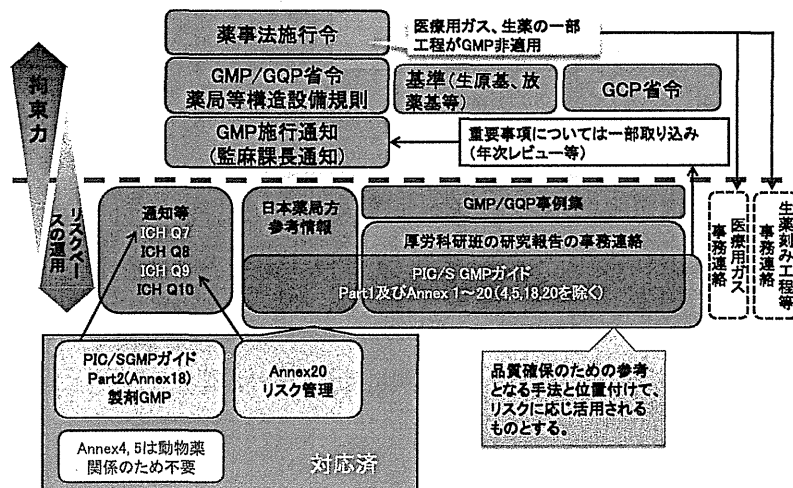 薬事法施行令
医療用ガス、生薬の一部
工程がGMP非適用
拘束力
GMP/GQP省令
薬局等構造設備規則
基準(生原基、放
薬基等)
GCP省令
GMP施行通知
(監麻課長通知)
重要事項については一部取り込み
(年次レビュー等)
リスクベー
スの運用
通知等
ICH Q7
ICH Q8
ICH Q9
ICH Q10
日本薬局方
参考情報
GMP/GQP事例集
厚労科研班の研究報告の事務連絡
PIC/S GMPガイド
Part1及びAnnex 1～20(4,5,18,20を除く)
医療用ガス
事務連絡
生薬刻み工程等
事務連絡
PIC/SGMPガイド
Part2(Annex18)
製剤GMP
Annex20
リスク管理
品質確保のための参考
となる手法と位置付けて、
リスクに応じ活用される
ものとする。
Annex4, 5は動物薬
関係のため不要
対応済